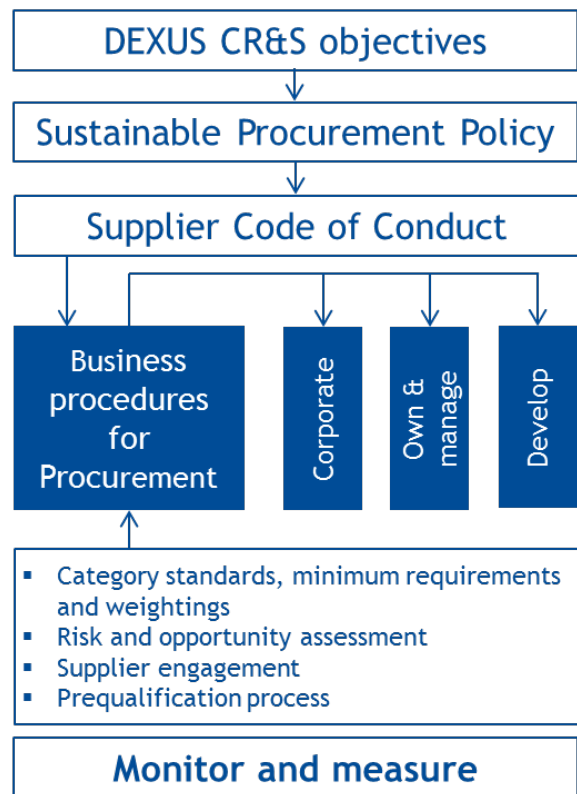 DEXUS CR&S objectives
Sustainable Procurement Policy
Supplier Code of Conduct
Business
procedures
for
Procurement
Corporate
Own &
manage
Develop
▪ Category standards, minimum requirements
and weightings
▪ Risk and opportunity assessment
▪ Supplier engagement
▪ Prequalification process
Monitor and measure